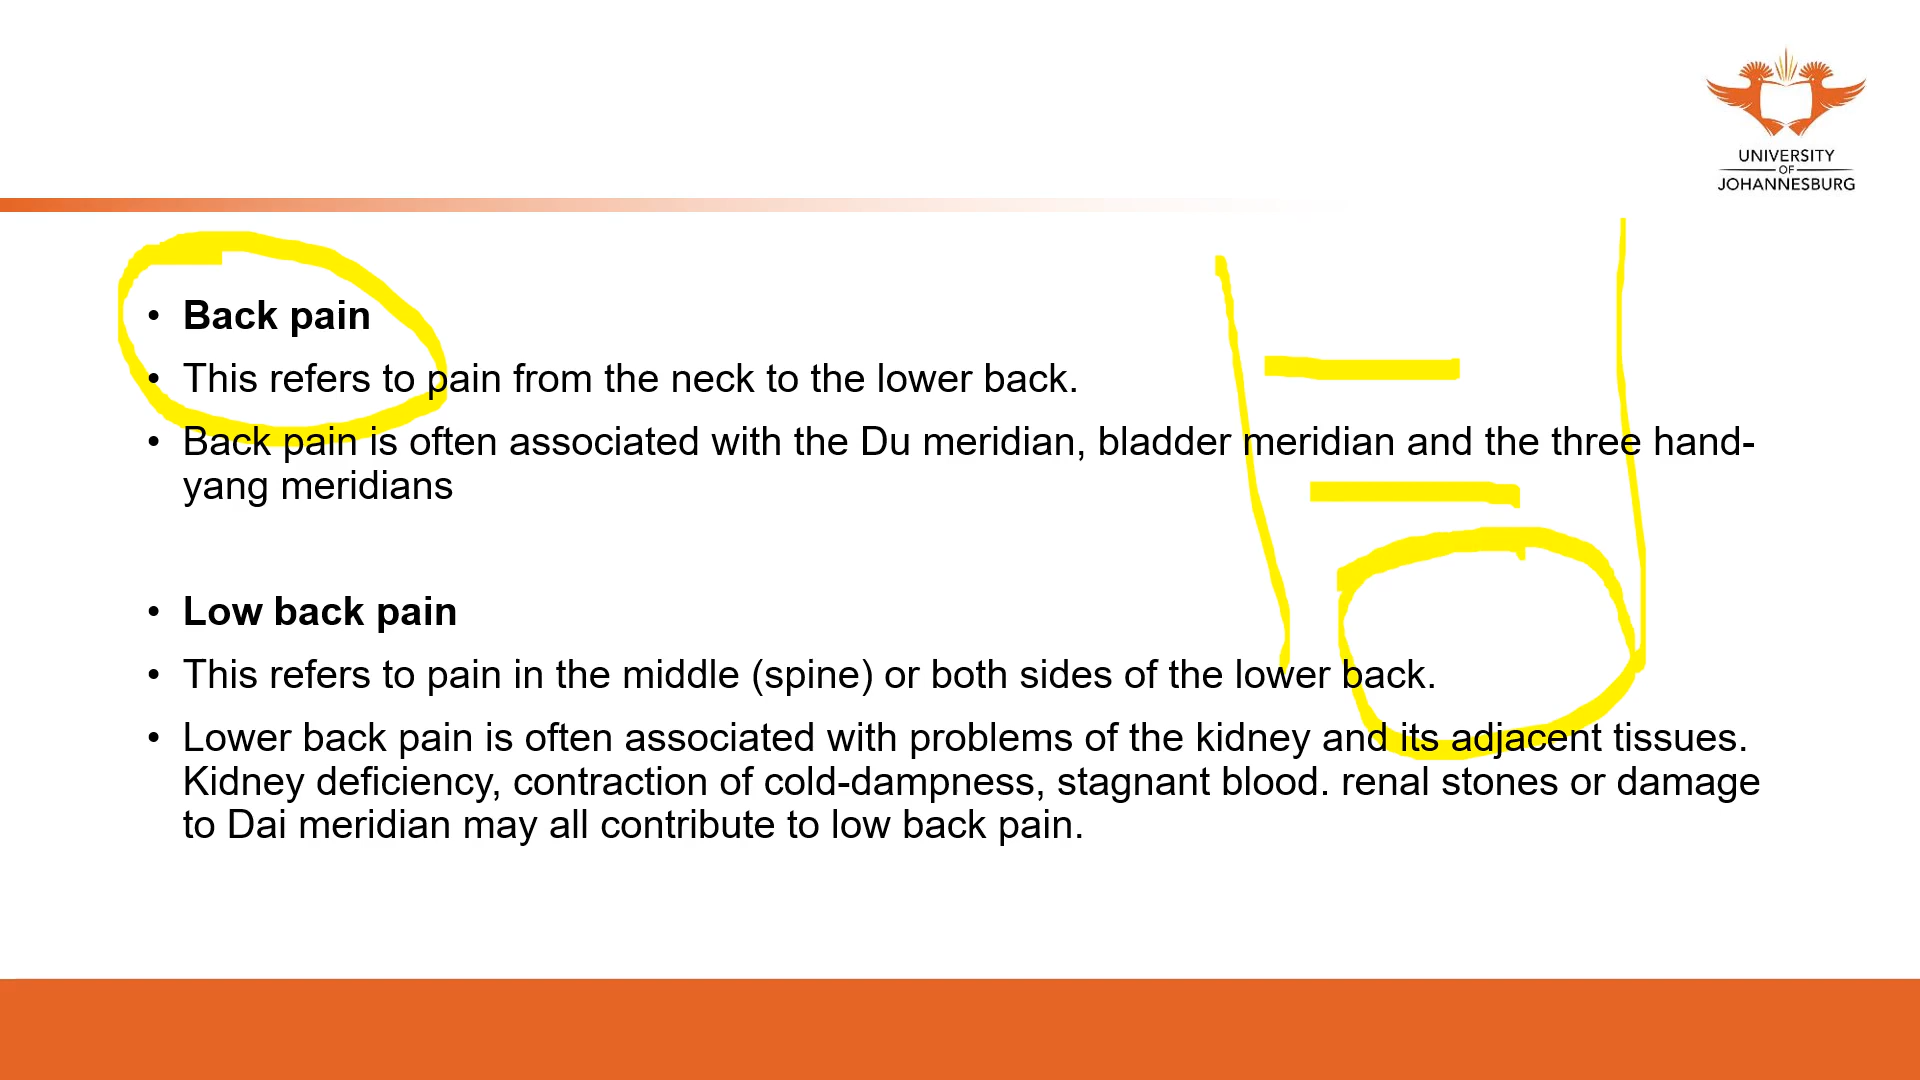 UNIVERSITY
OF
JOHANNESBURG
• Back pain
• This refers to pain from the neck to the lower back.
• Back pain is often associated with the Du meridian, bladder meridian and the three hand-
yang meridians
• Low back pain
• This refers to pain in the middle (spine) or both sides of the lower back.
• Lower back pain is often associated with problems of the kidney and its adjacent tissues.
Kidney deficiency, contraction of cold-dampness, stagnant blood. renal stones or damage
to Dai meridian may all contribute to low back pain.